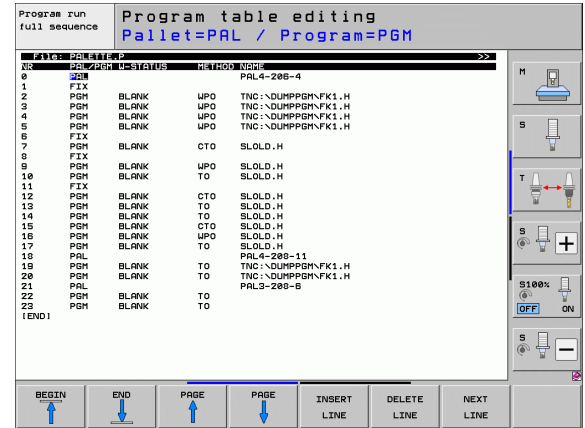 Program run
full sequence
Program table editing
Pallet=PAL / Program=PGM
File: PALETTE.P >>
NR PAL/PGM W-STATUS METHOD NAME
0 PAL PAL4-206-4
1 FIX
2 PGM BLANK WPO TNC:\DUMPPGM\FK1.H
3 PGM BLANK WPO TNC:\DUMPPGM\FK1.H
4 PGM BLANK WPO TNC:\DUMPPGM\FK1.H
5 PGM BLANK WPO TNC:\DUMPPGM\FK1.H
6 FIX
7 PGM BLANK CTO SLOLD.H
8 FIX
9 PGM BLANK WPO SLOLD.H
10 PGM BLANK TO SLOLD.H
11 FIX
12 PGM BLANK CTO SLOLD.H
13 PGM BLANK TO SLOLD.H
14 PGM BLANK TO SLOLD.H
15 PGM BLANK CTO SLOLD.H
16 PGM BLANK WPO SLOLD.H
17 PGM BLANK TO SLOLD.H
18 PAL PAL4-208-11
19 PGM BLANK TO TNC:\DUMPPGM\FK1.H
20 PGM BLANK TO TNC:\DUMPPGM\FK1.H
21 PAL PAL3-208-6
22 PGM BLANK TO
23 PGM BLANK TO
[END]
M
S
T
S
+
S100%
OFF ON
S
−
BEGIN
END
PAGE
PAGE
INSERT
LINE
DELETE
LINE
NEXT
LINE